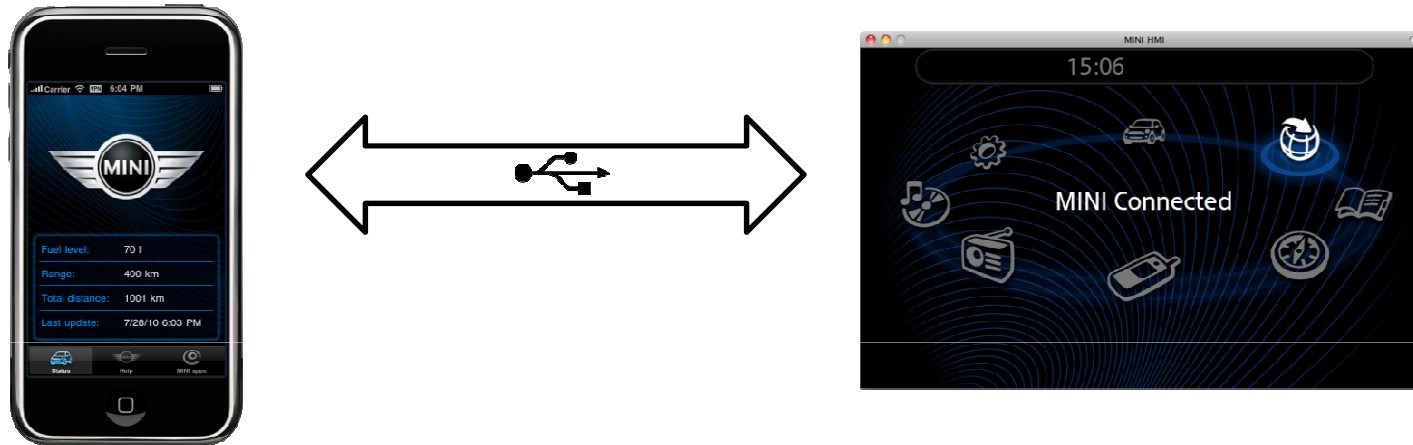 Carrier VPN 6:04 PM
MINI
Fuel level: 70 l
Range: 400 km
Total distance: 1001 km
Last update: 7/28/10 6:03 PM
Status Help MINI apps
MINI HMI
15:06
MINI Connected